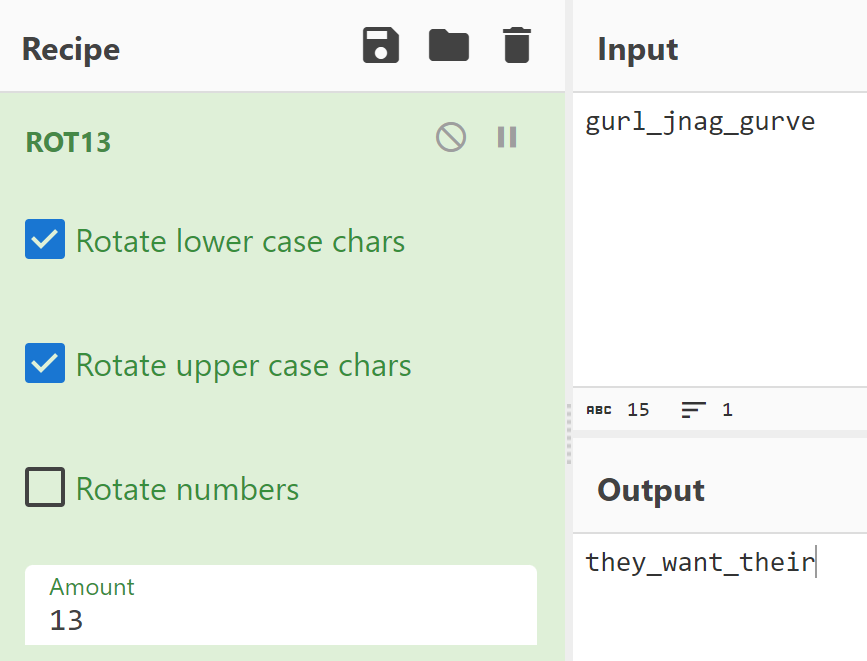 Recipe
ROT13
Rotate lower case chars
Rotate upper case chars
Rotate numbers
Amount
13
Input
gurl_jnag_gurve
ABC 15 1
Output
they_want_their